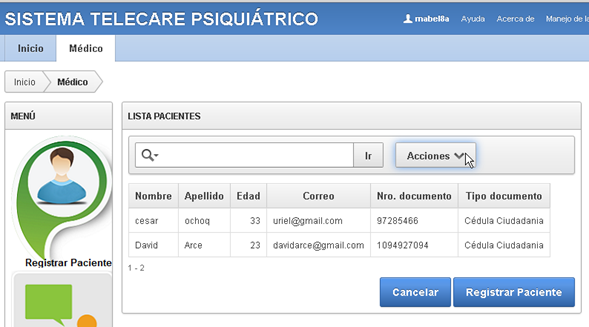 SISTEMA TELECARE PSIQUIÁTRICO
mabel8a Ayuda Acerca de Manejo de la
Inicio Médico
Inicio Médico
MENÚ
Registrar Paciente
LISTA PACIENTES
Ir Acciones
Nombre Apellido Edad Correo Nro. documento Tipo documento
cesar ochoq 33 uriel@gmail.com 97285466 Cédula Ciudadania
David Arce 23 davidarce@gmail.com 1094927094 Cédula Ciudadania
1 - 2
Cancelar Registrar Paciente